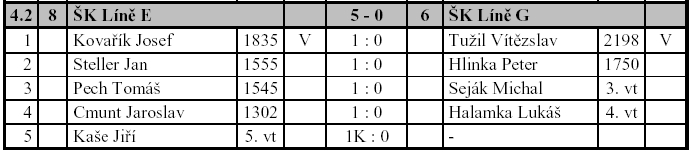 4.2 8 ŠK Líně E 5 - 0 6 ŠK Líně G
1 Kovařík Josef 1835 V 1 : 0 Tužil Vítězslav 2198 V
2 Steller Jan 1555 1 : 0 Hlinka Peter 1750
3 Pech Tomáš 1545 1 : 0 Seják Michal 3. vt
4 Cmunt Jaroslav 1302 1 : 0 Halamka Lukáš 4. vt
5 Kaše Jiří 5. vt 1K : 0 -